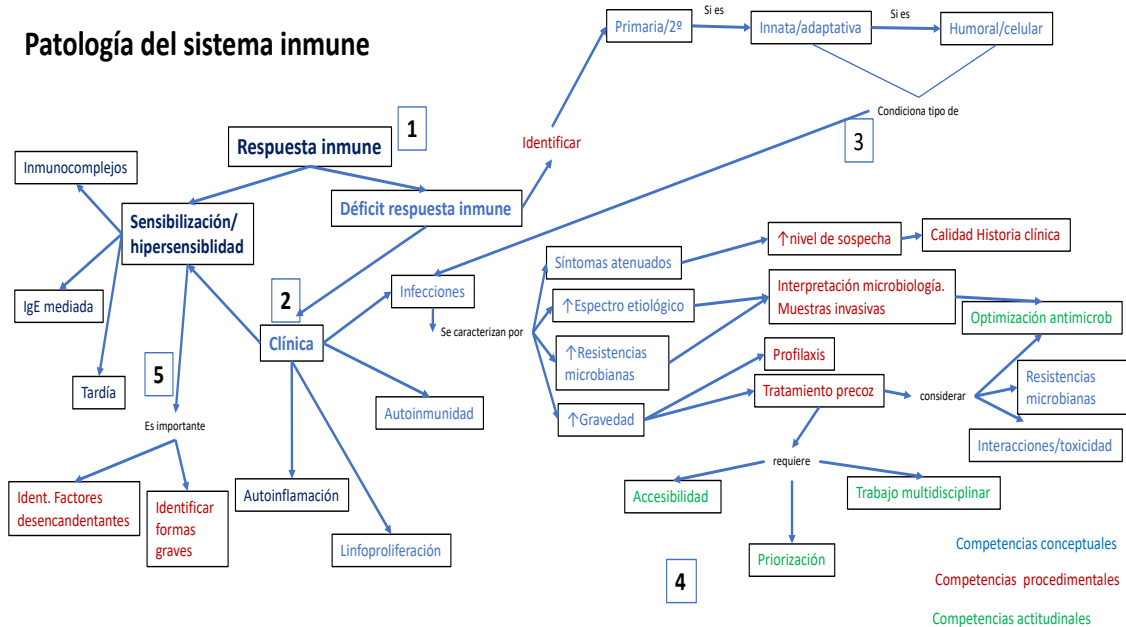 Patología del sistema inmune
Primaria/2º
Si es
Innata/adaptativa
Si es
Humoral/celular
Condiciona tipo de
3
1
Respuesta inmune
Identificar
Inmunocomplejos
Déficit respuesta inmune
Sensibilización/
hipersensiblidad
IgE mediada
Tardía
2
Clínica
Infecciones
Se caracterizan por
Síntomas atenuados
↑nivel de sospecha
Calidad Historia clínica
↑Espectro etiológico
Interpretación microbiología.
Muestras invasivas
Optimización antimicrob
↑Resistencias
microbianas
Profilaxis
Tratamiento precoz
considerar
Resistencias
microbianas
↑Gravedad
Interacciones/toxicidad
5
Autoinmunidad
Es importante
requiere
Ident. Factores
desencandentantes
Identificar
formas
graves
Autoinflamación
Linfoproliferación
Accesibilidad
Trabajo multidisciplinar
Priorización
4
Competencias conceptuales
Competencias procedimentales
Competencias actitudinales